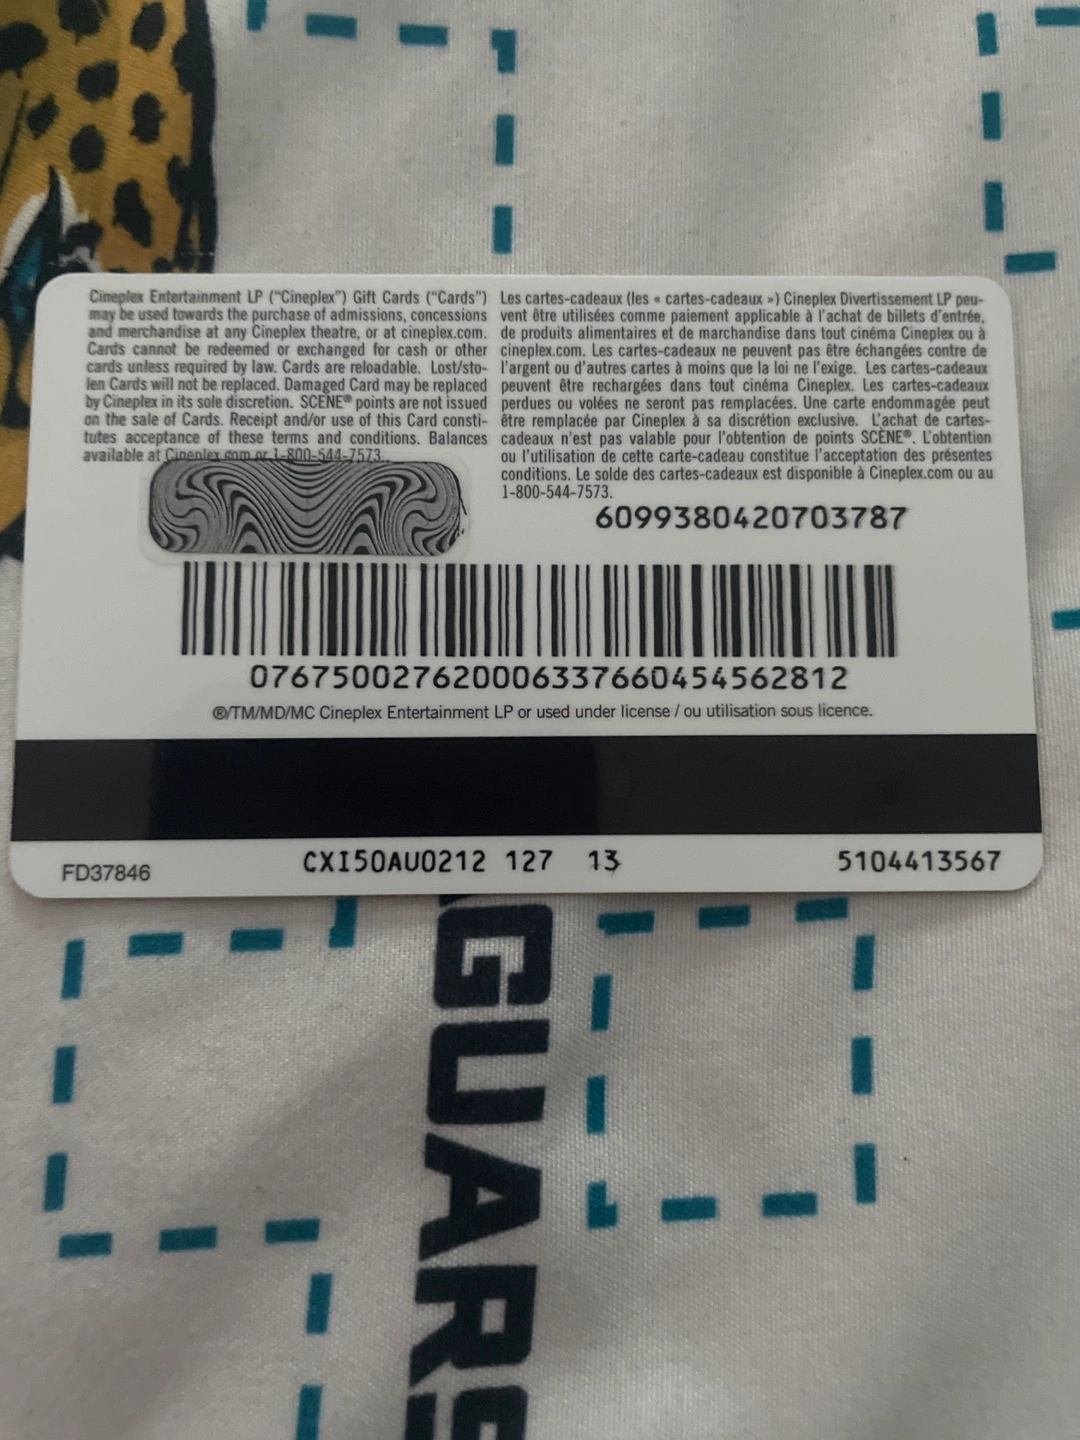 Cineplex Entertainment LP (“Cineplex”) Gift Cards (“Cards”)
may be used towards the purchase of admissions, concessions
and merchandise at any Cineplex theatre, or at cineplex.com.
Cards cannot be redeemed or exchanged for cash or other
cards unless required by law. Cards are reloadable. Lost/sto-
len Cards will not be replaced. Damaged Card may be replaced
by Cineplex in its sole discretion. SCENE® points are not issued
on the sale of Cards. Receipt and/or use of this Card consti-
tutes acceptance of these terms and conditions. Balances
available at Cineplex.com or 1-800-544-7573.
Les cartes-cadeaux (les « cartes-cadeaux ») Cineplex Divertissement LP peu-
vent être utilisées comme paiement applicable à l’achat de billets d’entrée,
de produits alimentaires et de marchandise dans tout cinéma Cineplex ou à
cineplex.com. Les cartes-cadeaux ne peuvent pas être échangées contre de
l’argent ou d’autres cartes à moins que la loi ne l’exige. Les cartes-cadeaux
peuvent être rechargées dans tout cinéma Cineplex. Les cartes-cadeaux
perdues ou volées ne seront pas remplacées. Une carte endommagée peut
être remplacée par Cineplex à sa discrétion exclusive. L’achat de cartes-
cadeaux n’est pas valable pour l’obtention de points SCÈNE®. L’obtention
ou l’utilisation de cette carte-cadeau constitue l’acceptation des présentes
conditions. Le solde des cartes-cadeaux est disponible à Cineplex.com ou au
1-800-544-7573.
6099380420703787
076750027620006337660454562812
®/TM/MD/MC Cineplex Entertainment LP or used under license / ou utilisation sous licence.
FD37846
CXI50AU0212 127 13
5104413567
GUARS